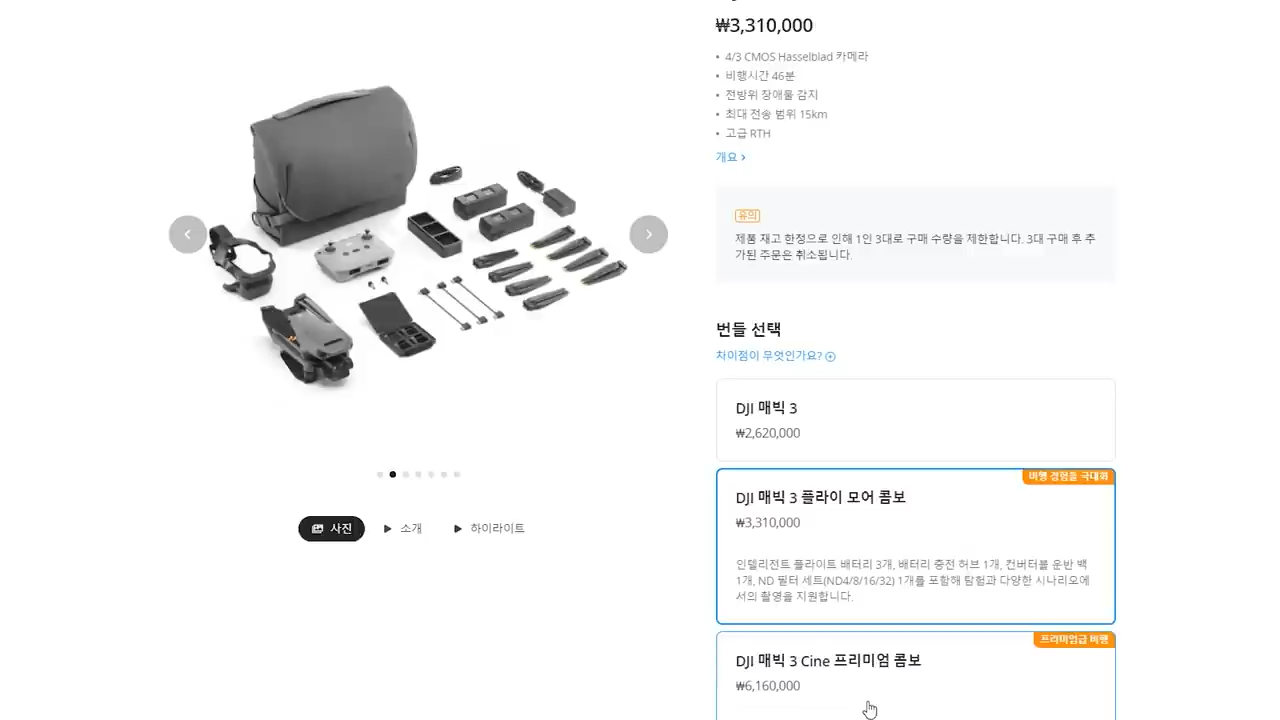 ₩3,310,000
• 4/3 CMOS Hasselblad 카메라
• 비행시간 46분
• 전방위 장애물 감지
• 최대 전송 범위 15km
• 고급 RTH
개요 ›
유의
제품 재고 한정으로 인해 1인 3대로 구매 수량을 제한합니다. 3대 구매 후 추
가된 주문은 취소됩니다.
번들 선택
차이점이 무엇인가요?
DJI 매빅 3
₩2,620,000
비행 경험을 극대화
DJI 매빅 3 플라이 모어 콤보
₩3,310,000
인텔리전트 플라이트 배터리 3개, 배터리 충전 허브 1개, 컨버터블 운반 백
1개, ND 필터 세트(ND4/8/16/32) 1개를 포함해 탐험과 다양한 시나리오에
서의 촬영을 지원합니다.
프리미엄급 비행
DJI 매빅 3 Cine 프리미엄 콤보
₩6,160,000
사진
소개
하이라이트